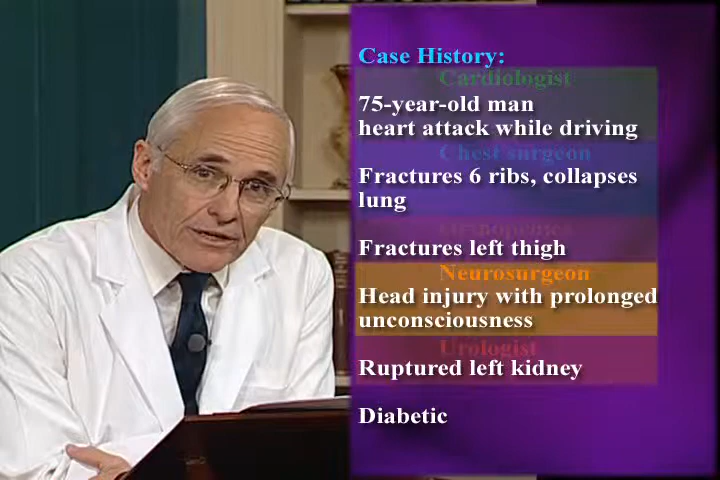 Case History:
Cardiologist
75-year-old man
heart attack while driving
Chest surgeon
Fractures 6 ribs, collapses
lung
Orthopedics
Fractures left thigh
Neurosurgeon
Head injury with prolonged
unconsciousness
Urologist
Ruptured left kidney
Diabetic